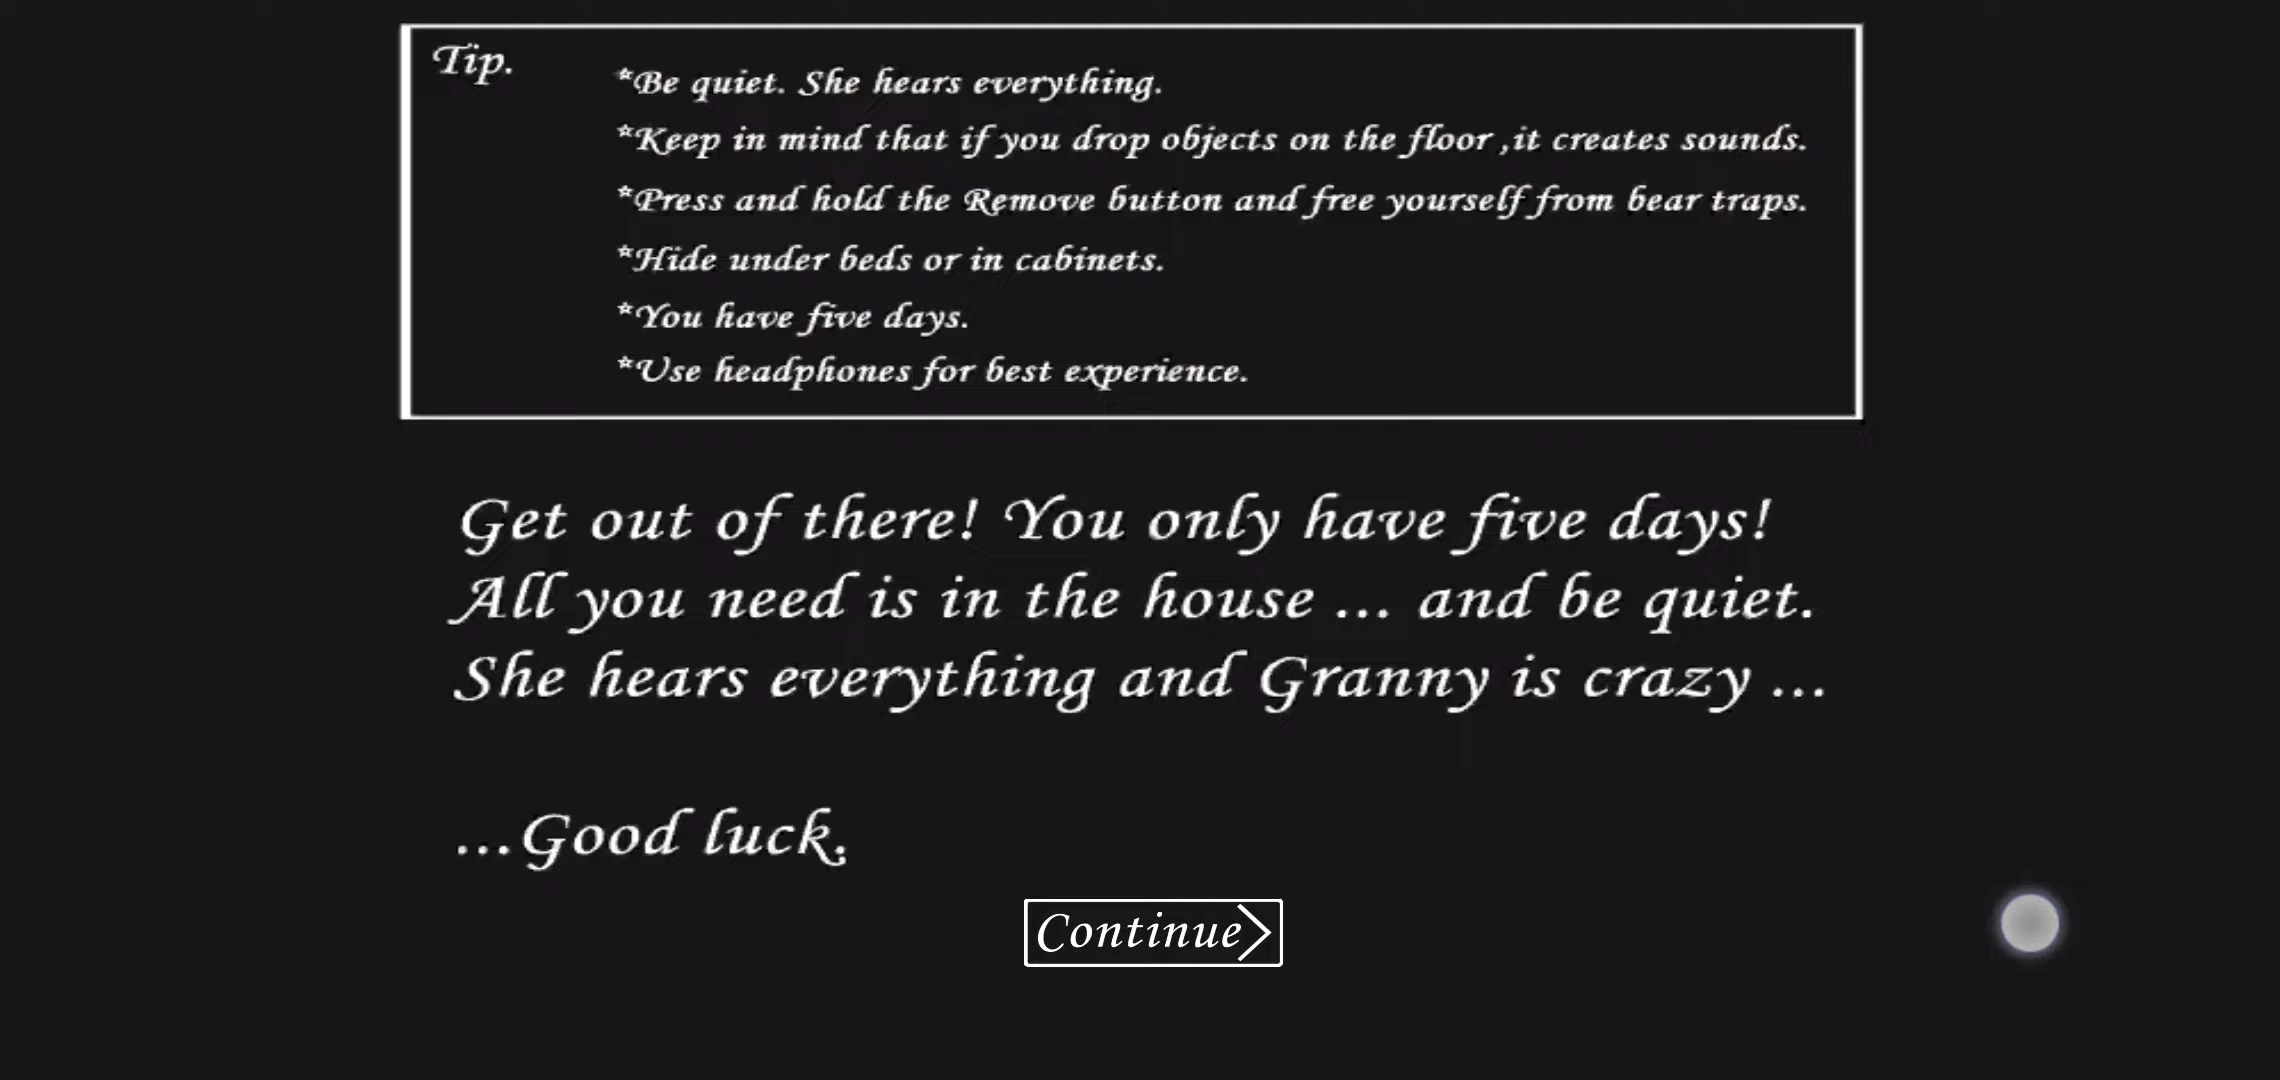 Tip.
*Be quiet. She hears everything.
*Keep in mind that if you drop objects on the floor ,it creates sounds.
*Press and hold the Remove button and free yourself from bear traps.
*Hide under beds or in cabinets.
*You have five days.
*Use headphones for best experience.
Get out of there! You only have five days!
All you need is in the house ... and be quiet.
She hears everything and Granny is crazy ...
...Good luck.
Continue>